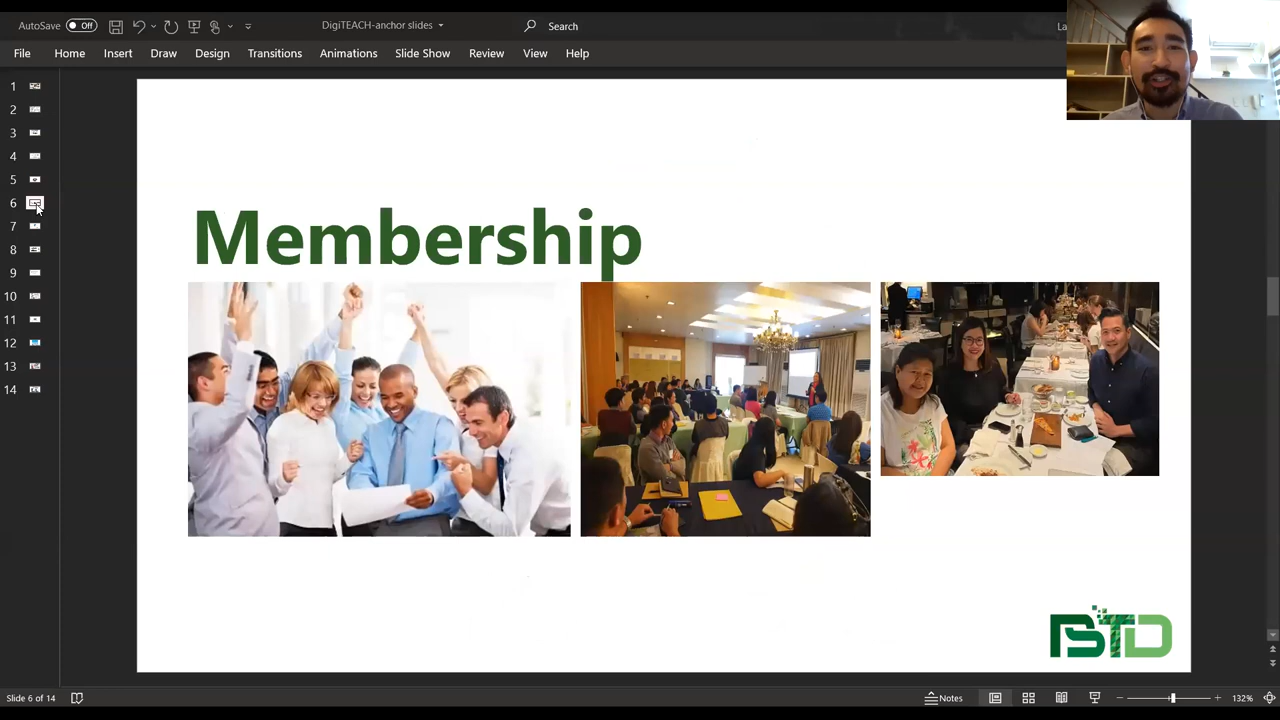 AutoSave Off
DigiTEACH-anchor slides
Search
La
File Home Insert Draw Design Transitions Animations Slide Show Review View Help
1
2
3
4
5
6
7
8
9
10
11
12
13
14
Membership
PSTD
Slide 6 of 14
Notes
132%